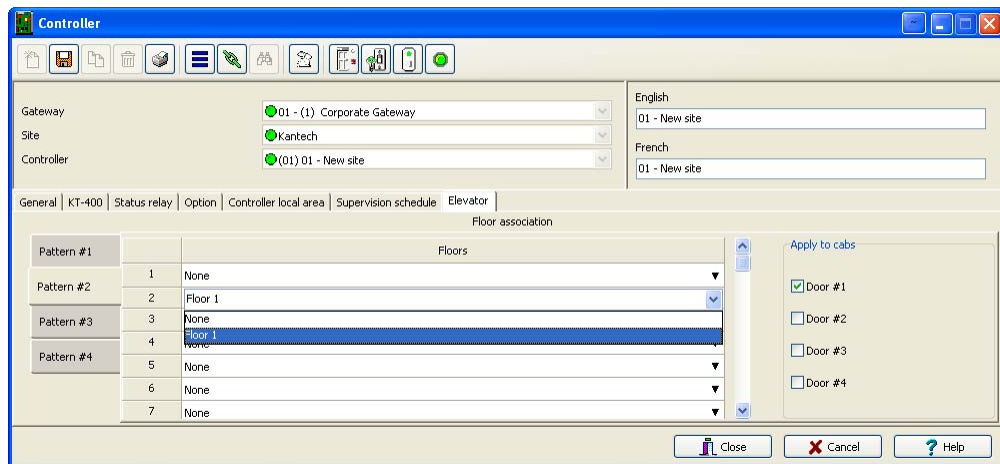 Controller
English
Gateway 01 - (1) Corporate Gateway 01 - New site
Site Kantech
French
Controller (01) 01 - New site 01 - New site
General KT-400 Status relay Option Controller local area Supervision schedule Elevator
Floor association
Pattern #1 Floors Apply to cabs
1 None
Pattern #2 Door #1
2 Floor 1
Pattern #3 3 None Door #2
Floor 1
Pattern #4 4 None
5 None Door #3
6 None Door #4
7 None
Close Cancel Help